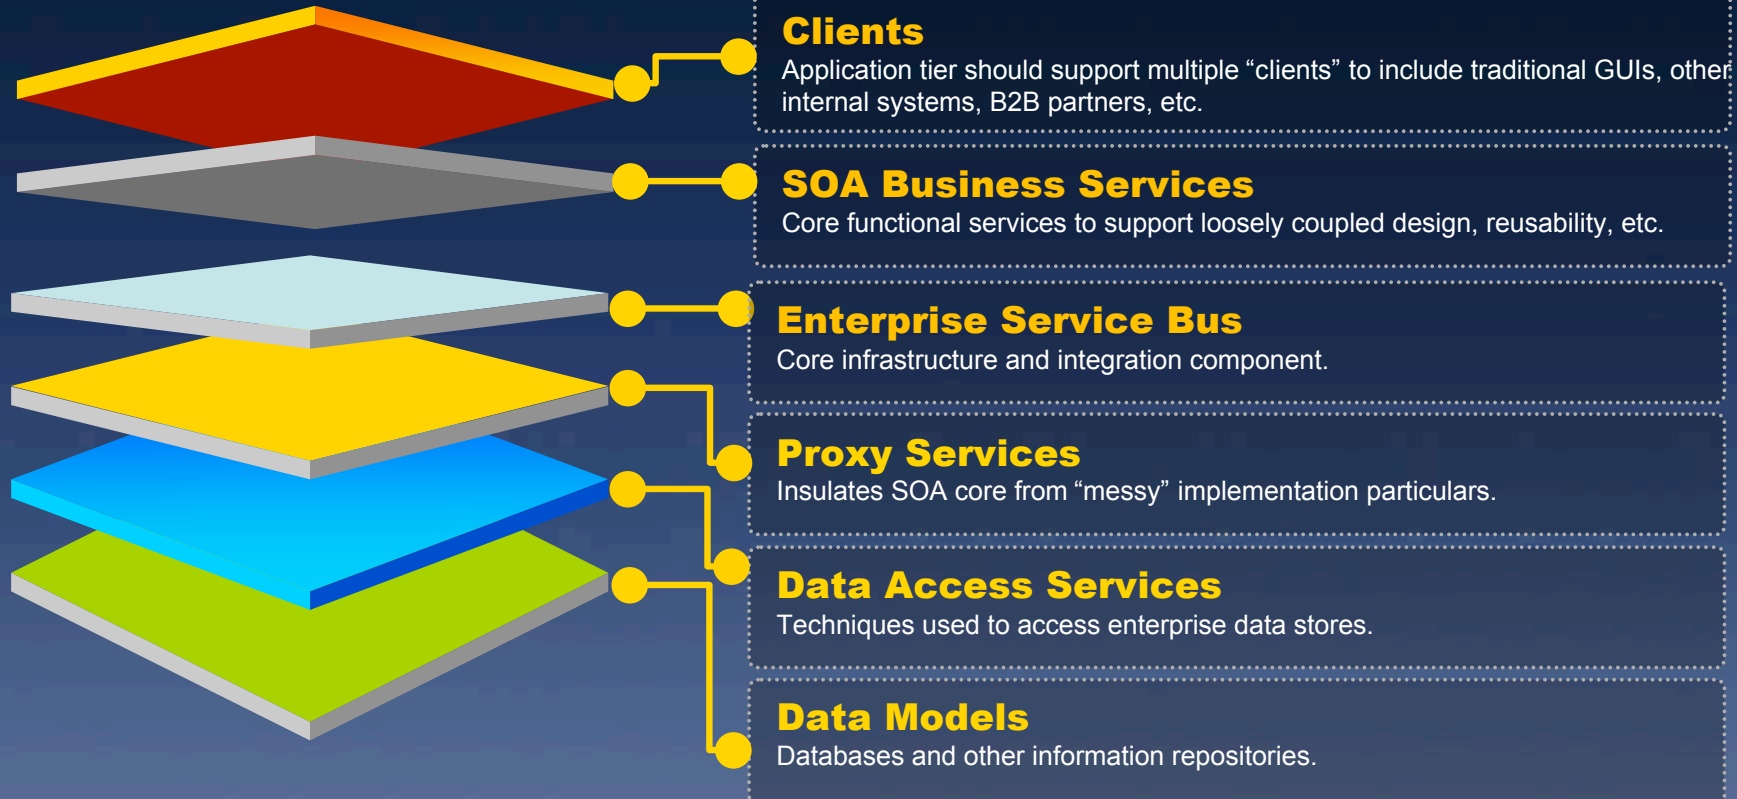 Clients
Application tier should support multiple “clients” to include traditional GUIs, other
internal systems, B2B partners, etc.
SOA Business Services
Core functional services to support loosely coupled design, reusability, etc.
Enterprise Service Bus
Core infrastructure and integration component.
Proxy Services
Insulates SOA core from “messy” implementation particulars.
Data Access Services
Techniques used to access enterprise data stores.
Data Models
Databases and other information repositories.